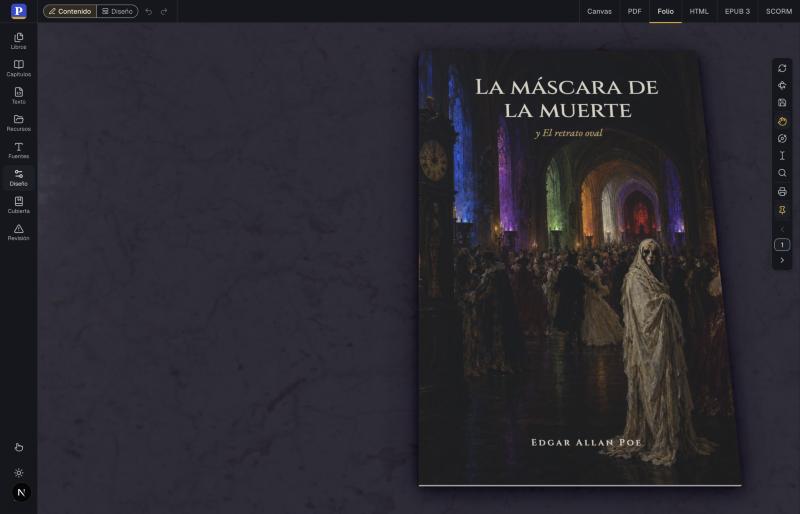 P
Contenido
Diseño
Canvas
PDF
Folio
HTML
EPUB 3
SCORM
Libros
Capítulos
Texto
Recursos
Fuentes
Diseño
Cubierta
Revisión
N
1
LA MÁSCARA DE
LA MUERTE
y El retrato oval
EDGAR ALLAN POE